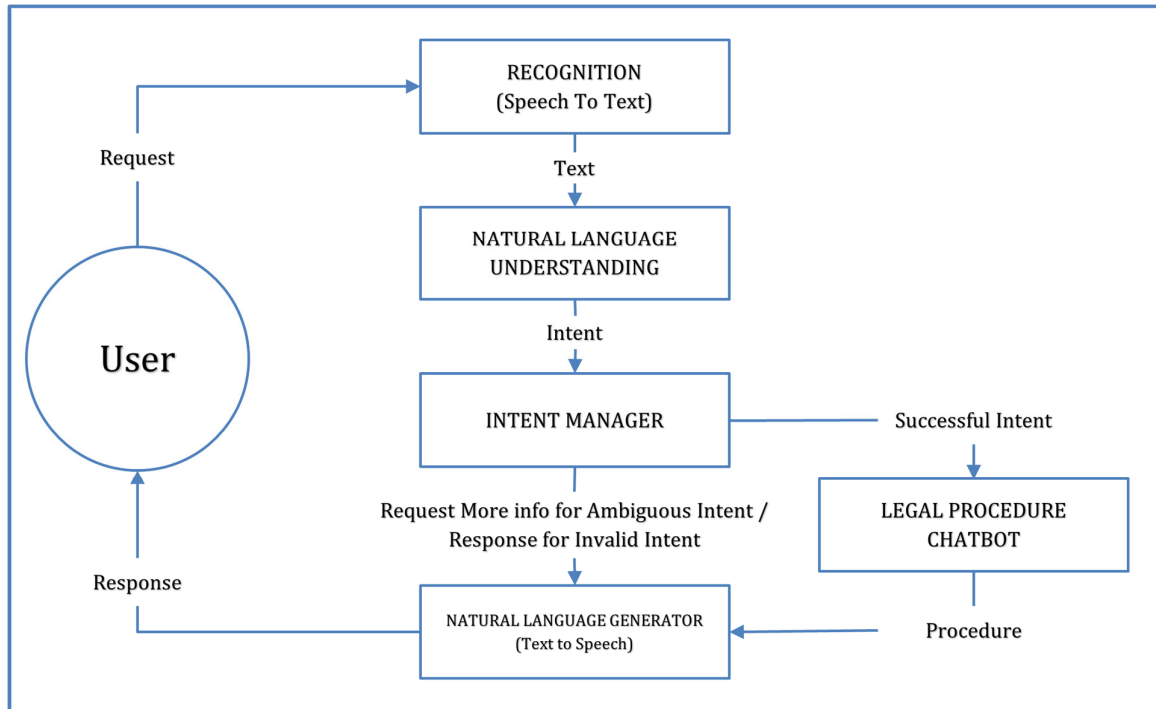 RECOGNITION
(Speech To Text)
Request
Text
NATURAL LANGUAGE
UNDERSTANDING
Intent
User
INTENT MANAGER
Successful Intent
Request More info for Ambiguous Intent /
Response for Invalid Intent
LEGAL PROCEDURE
CHATBOT
Response
NATURAL LANGUAGE GENERATOR
(Text to Speech)
Procedure